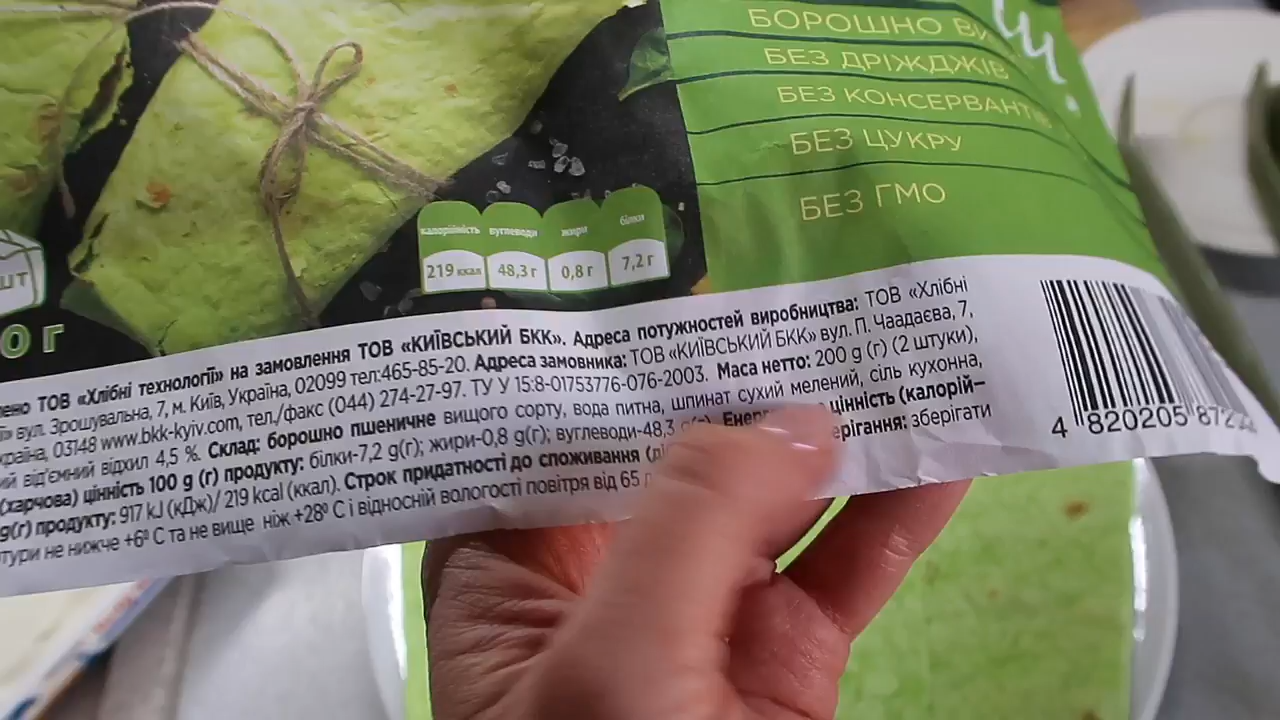 БОРОШНО ВИ
БЕЗ ДРІЖДЖІВ
БЕЗ КОНСЕРВАНТІВ
БЕЗ ЦУКРУ
БЕЗ ГМО
калорійність вуглеводи жири білки
219 ккал 48,3 г 0,8 г 7,2 г
шт
0 г
лено ТОВ «Хлібні технології» на замовлення ТОВ «КИЇВСЬКИЙ БКК». Адреса потужностей виробництва: ТОВ «Хлібні
ї» вул. Зрошувальна, 7, м. Київ, Україна, 02099 тел:465-85-20. Адреса замовника: ТОВ «КИЇВСЬКИЙ БКК» вул. П. Чаадаєва, 7,
країна, 03148 www.bkk-kyiv.com, тел./факс (044) 274-27-97. ТУ У 15:8-01753776-076-2003. Маса нетто: 200 g (г) (2 штуки),
ий від'ємний відхил 4,5 %. Склад: борошно пшеничне вищого сорту, вода питна, шпинат сухий мелений, сіль кухонна,
(харчова) цінність 100 g (г) продукту: білки-7,2 g(г); жири-0,8 g(г); вуглеводи-48,3 цінність (калорій–
g(г) продукту: 917 kJ (кДж)/ 219 kcal (ккал). Строк придатності до споживання ерігання: зберігати
тури не нижче +6⁰ С та не вище ніж +28⁰ С і відносній вологості повітря від 65
4 820205 872